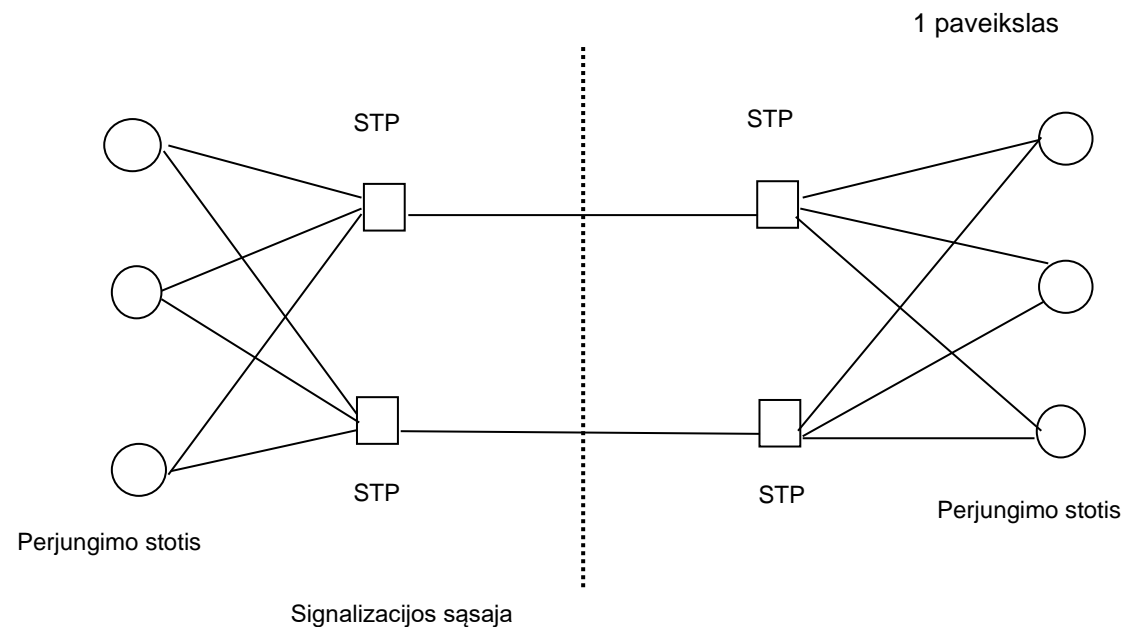 1 paveikslas
STP
STP
STP
STP
Perjungimo stotis
Perjungimo stotis
Signalizacijos sąsaja